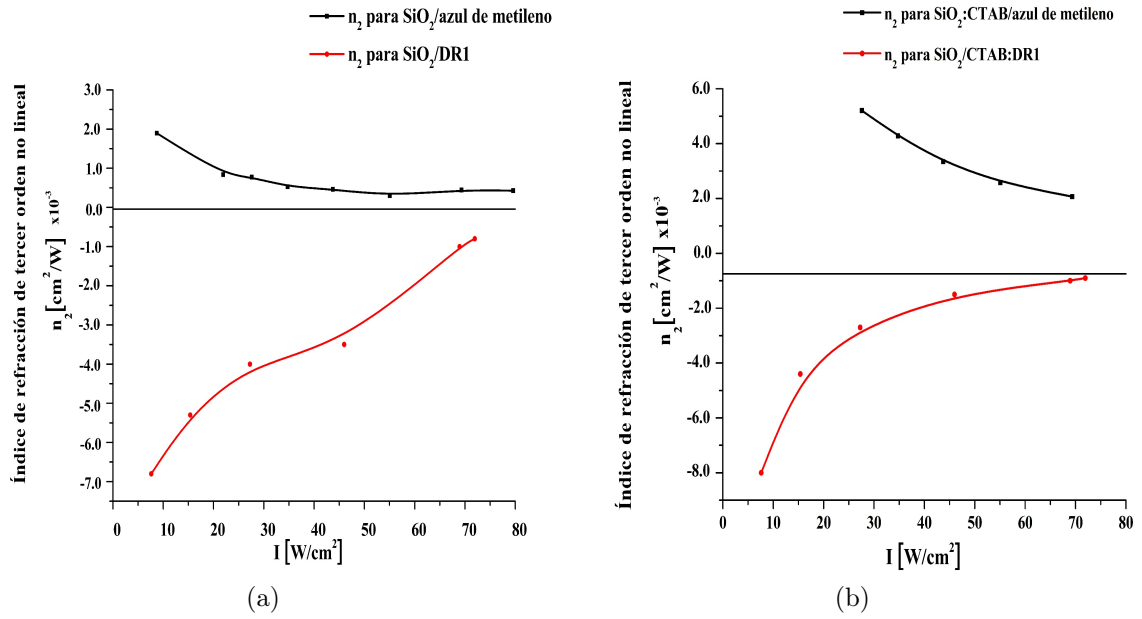 n₂ para SiO₂/azul de metileno
n₂ para SiO₂/DR1
Índice de refracción de tercer orden no lineal
n₂[cm²/W] x10⁻³
3.0
2.0
1.0
0.0
-1.0
-2.0
-3.0
-4.0
-5.0
-6.0
-7.0
0 10 20 30 40 50 60 70 80
I [W/cm²]
(a)
n₂ para SiO₂:CTAB/azul de metileno
n₂ para SiO₂/CTAB:DR1
Índice de refracción de tercer orden no lineal
n₂[cm²/W] x10⁻³
6.0
4.0
2.0
0.0
-2.0
-4.0
-6.0
-8.0
0 10 20 30 40 50 60 70 80
I [W/cm²]
(b)